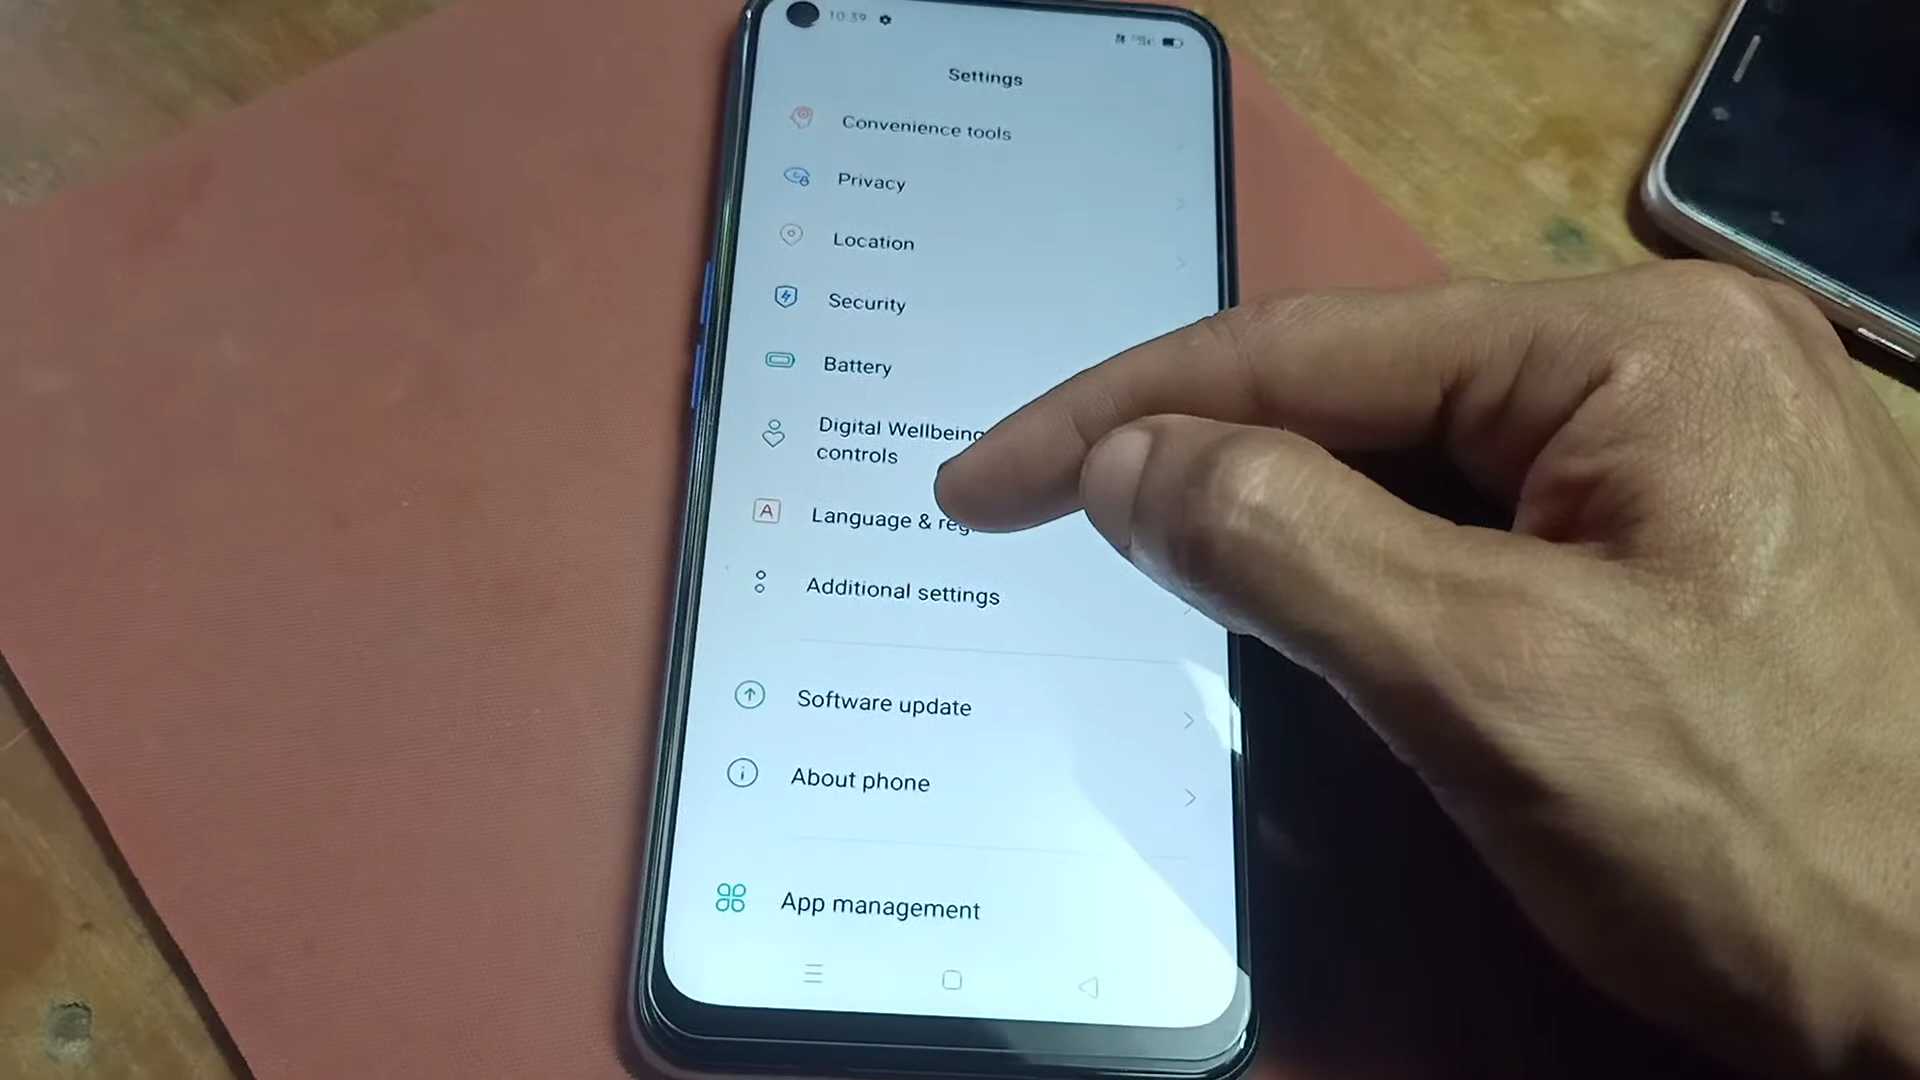 10:39
Settings
Convenience tools
Privacy
Location
Security
Battery
Digital Wellbeing
controls
A
Language & reg
Additional settings
Software update
About phone
App management